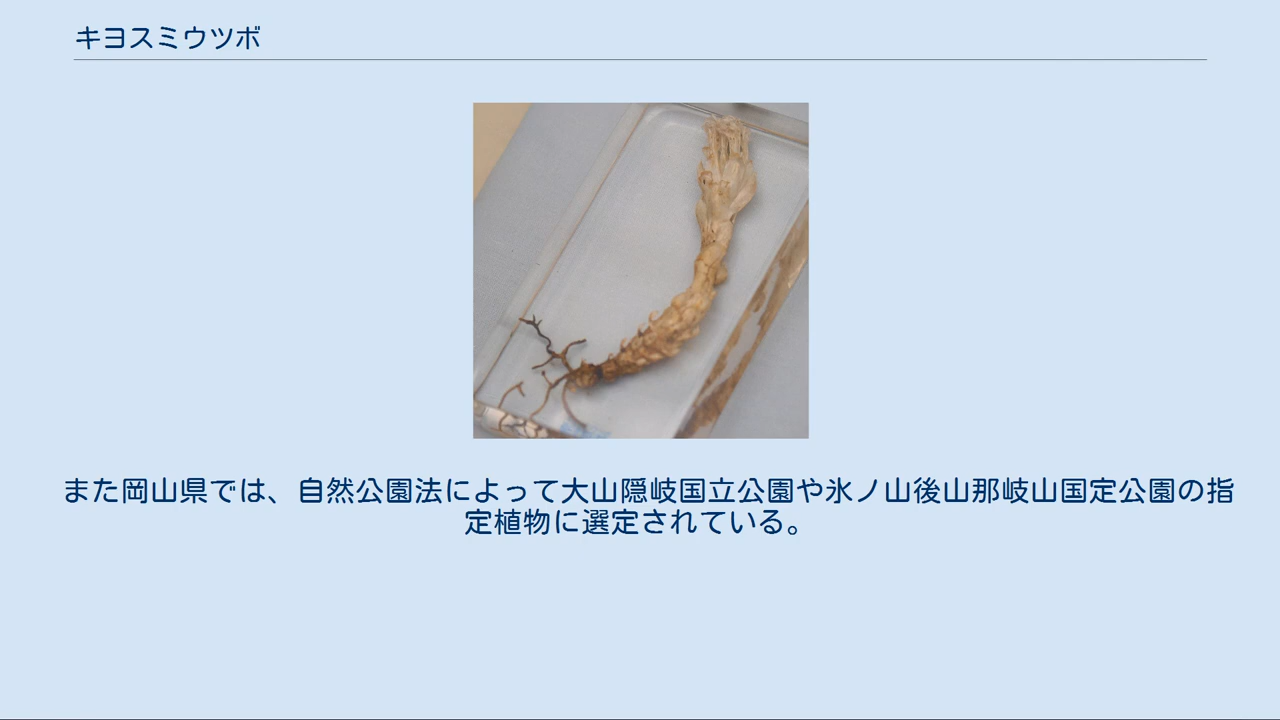 キヨスミウツボ
また岡山県では、自然公園法によって大山隠岐国立公園や氷ノ山後山那岐山国定公園の指
定植物に選定されている。